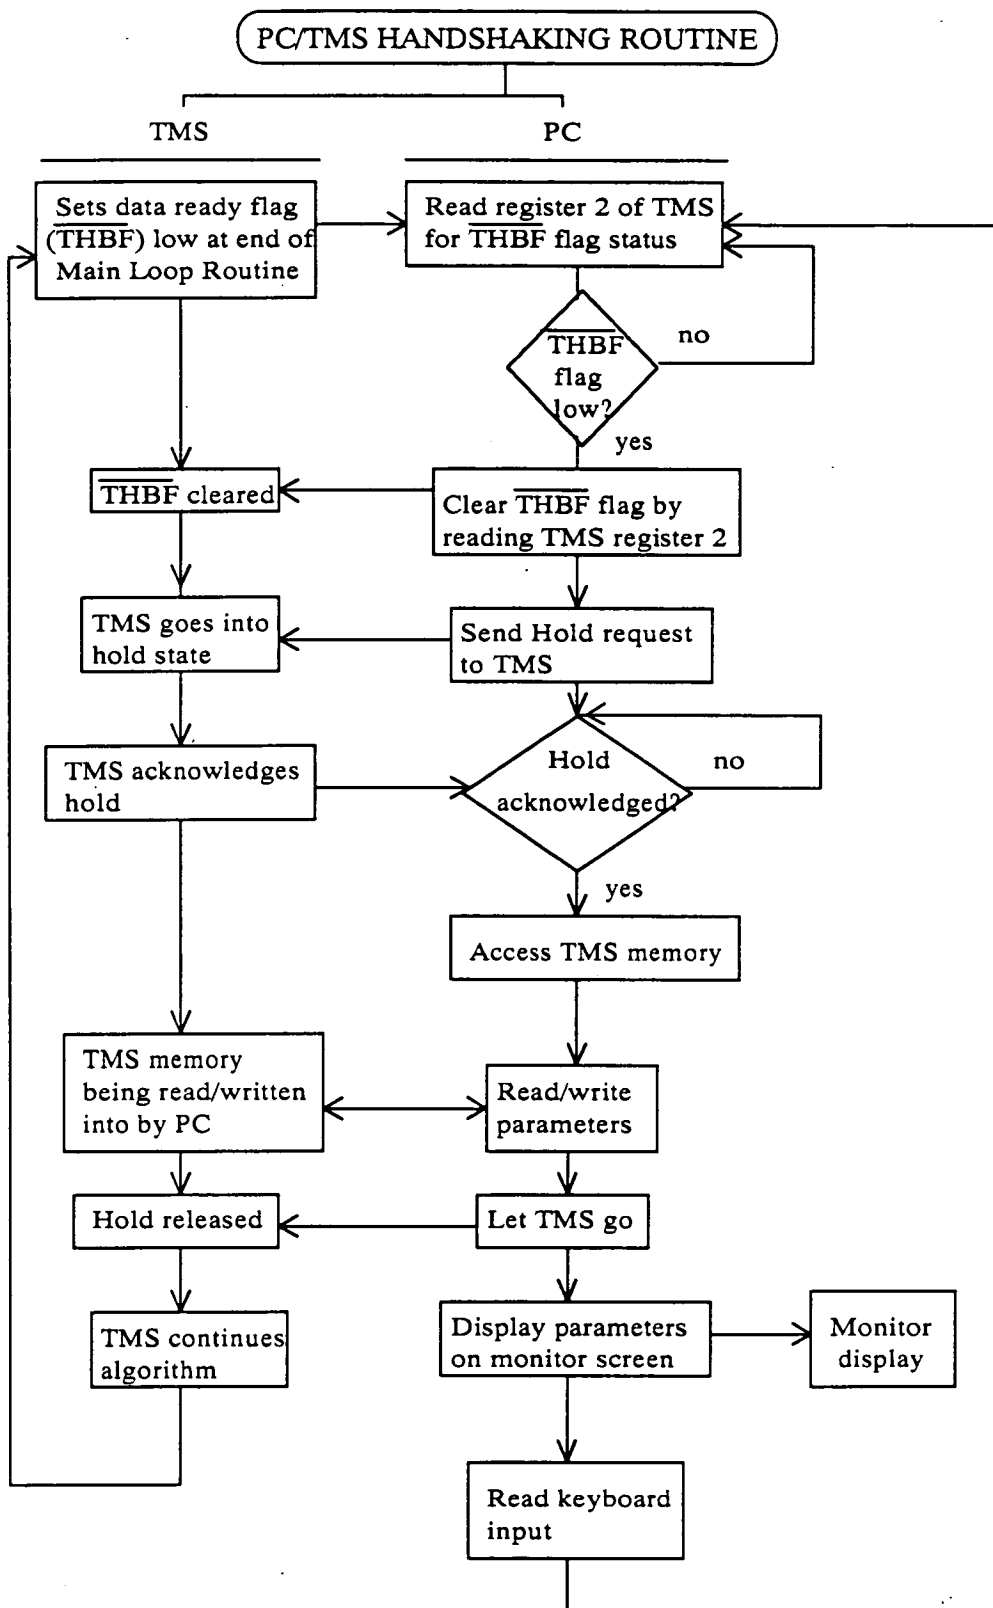 PC/TMS HANDSHAKING ROUTINE
TMS
PC
Sets data ready flag
(THBF) low at end of
Main Loop Routine
Read register 2 of TMS
for THBF flag status
THBF
flag
low?
no
yes
THBF cleared
Clear THBF flag by
reading TMS register 2
TMS goes into
hold state
Send Hold request
to TMS
TMS acknowledges
hold
Hold
acknowledged?
no
yes
Access TMS memory
TMS memory
being read/written
into by PC
Read/write
parameters
Hold released
Let TMS go
TMS continues
algorithm
Display parameters
on monitor screen
Monitor
display
Read keyboard
input